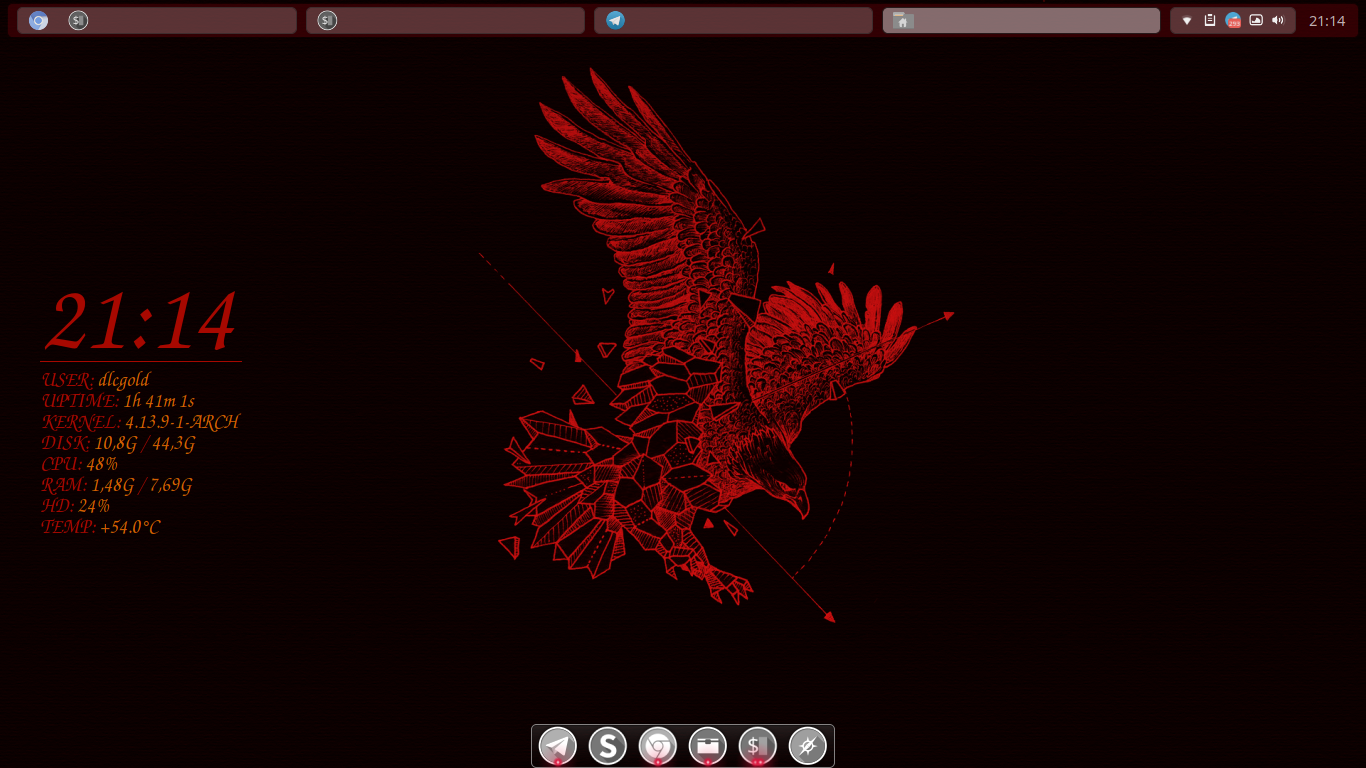 21:14
21:14
USER: dlcgold
UPTIME: 1h 41m 1s
KERNEL: 4.13.9-1-ARCH
DISK: 10,8G / 44,3G
CPU: 48%
RAM: 1,48G / 7,69G
HD: 24%
TEMP: +54.0°C